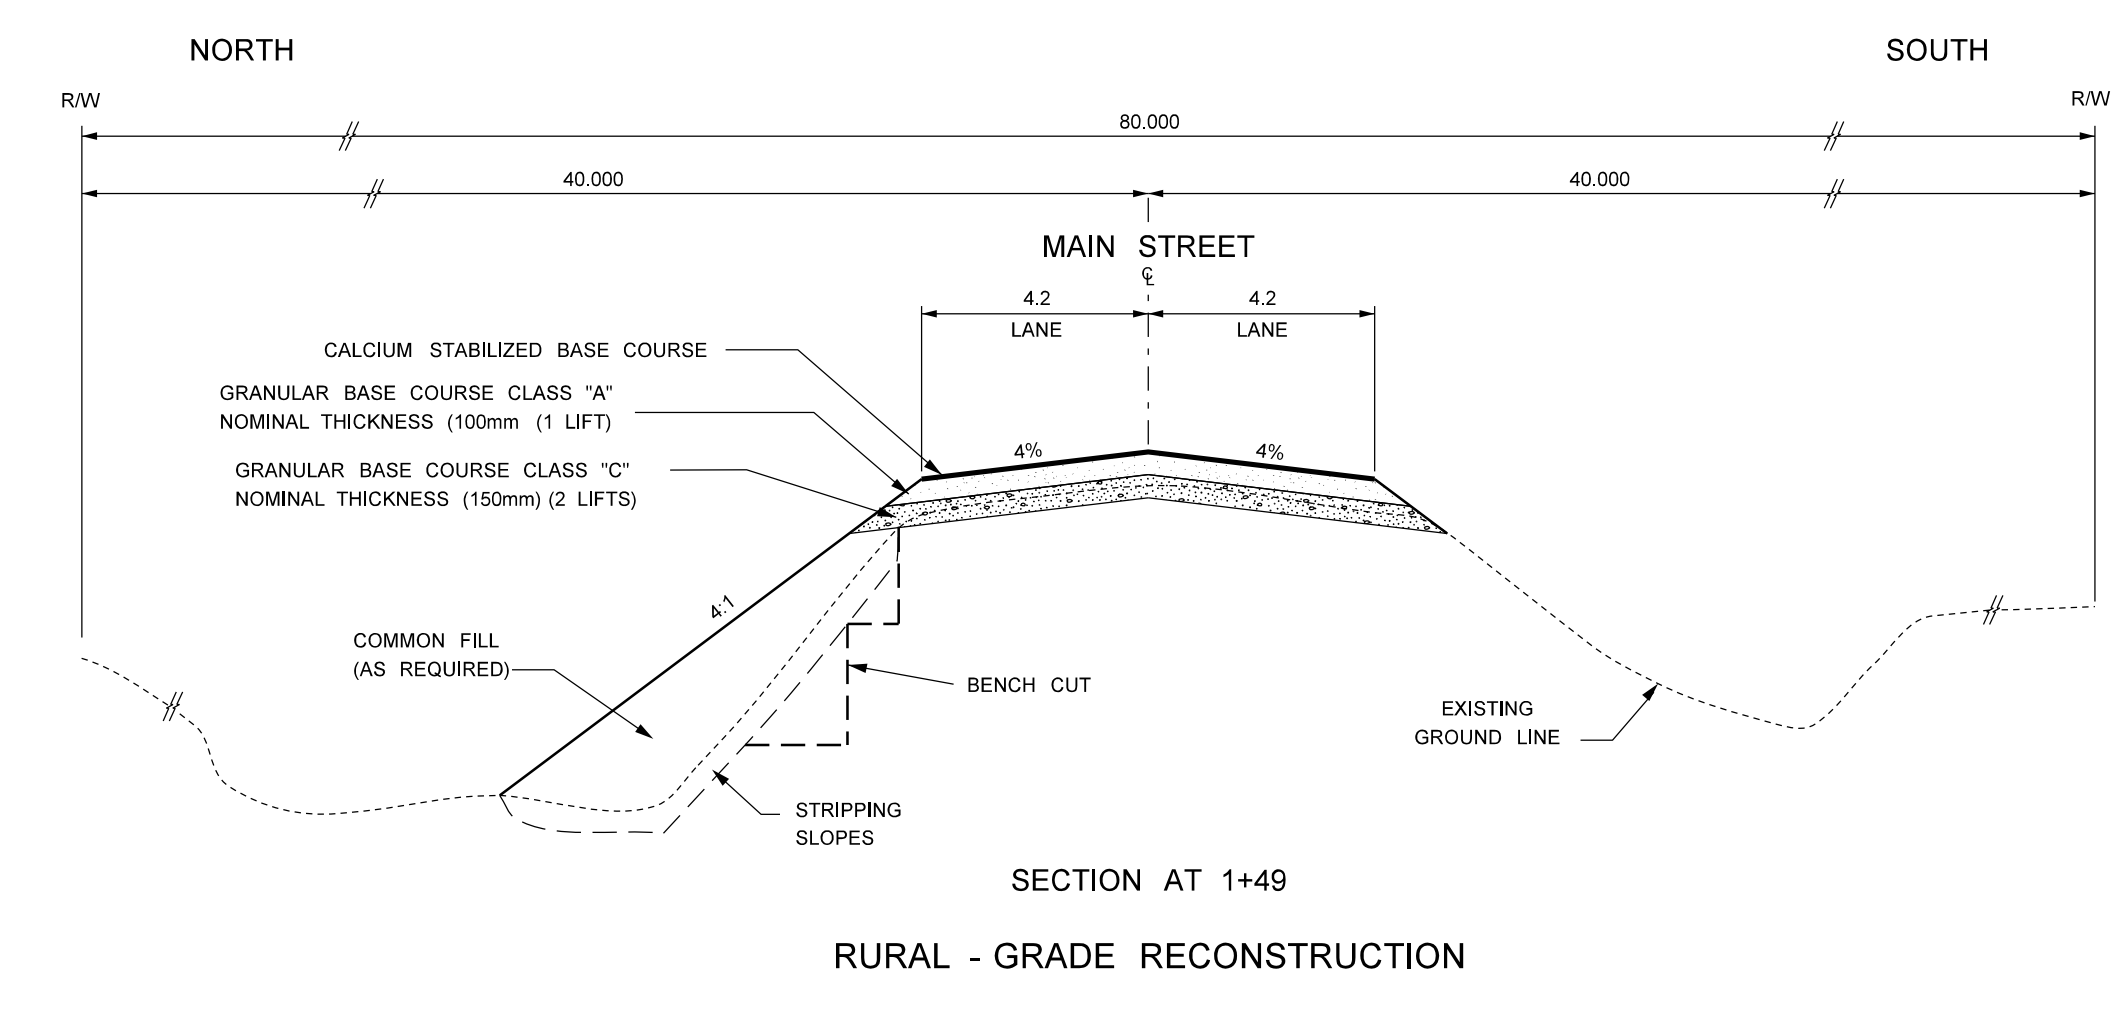 NORTH
SOUTH
R/W
R/W
80.000
40.000
40.000
MAIN STREET
℄
4.2
4.2
LANE
LANE
CALCIUM STABILIZED BASE COURSE
GRANULAR BASE COURSE CLASS "A"
NOMINAL THICKNESS (100mm (1 LIFT)
4%
4%
GRANULAR BASE COURSE CLASS "C"
NOMINAL THICKNESS (150mm) (2 LIFTS)
4:1
COMMON FILL
(AS REQUIRED)
BENCH CUT
EXISTING
GROUND LINE
STRIPPING
SLOPES
SECTION AT 1+49
RURAL - GRADE RECONSTRUCTION